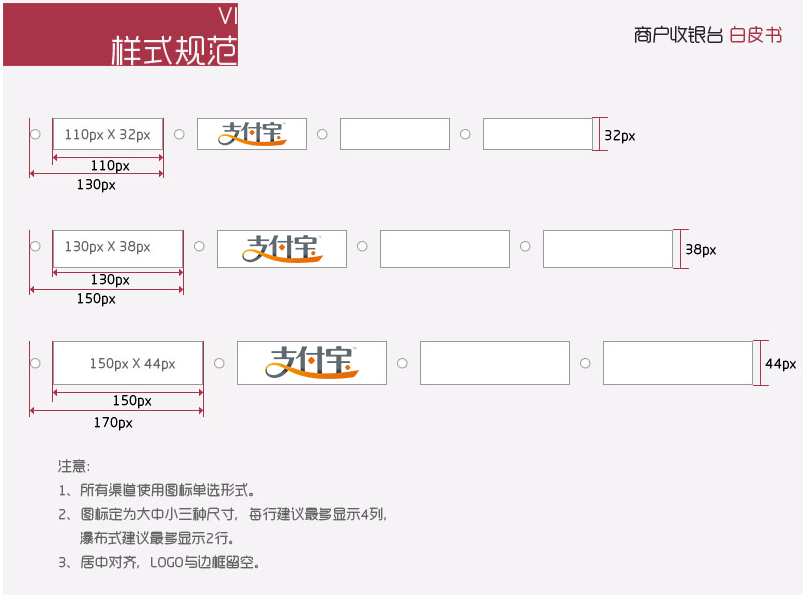 VI
样式规范
商户收银台 白皮书
110px X 32px
支付宝
32px
110px
130px
130px X 38px
支付宝
38px
130px
150px
150px X 44px
支付宝
44px
150px
170px
注意:
1、所有渠道使用图标单选形式。
2、图标定为大中小三种尺寸，每行建议最多显示4列，
瀑布式建议最多显示2行。
3、居中对齐，LOGO与边框留空。